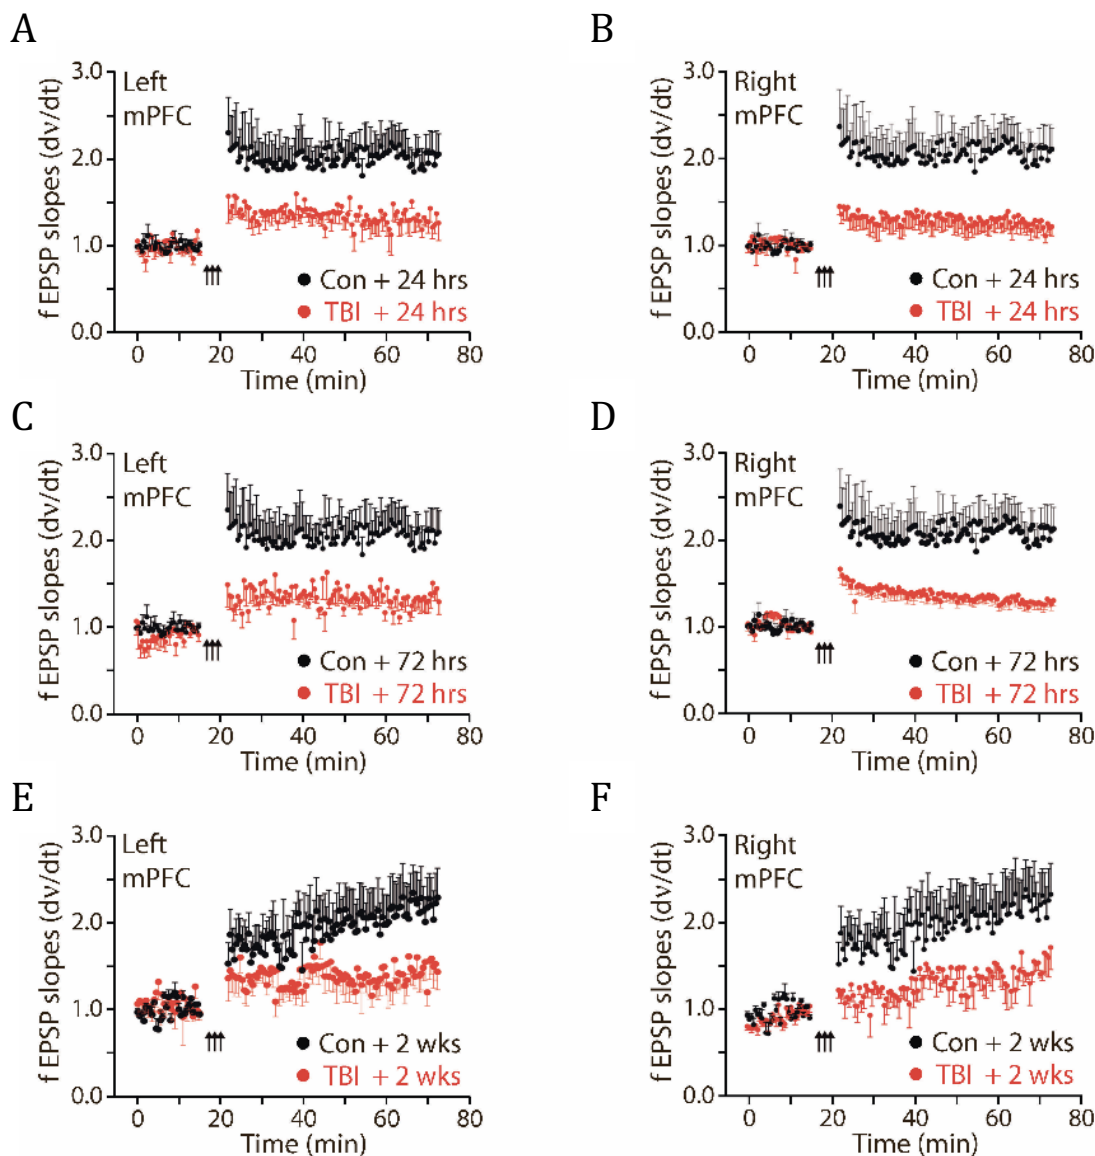 A
Left
mPFC
fEPSP slopes (dv/dt)
3.0
2.0
1.0
0.0
Con + 24 hrs
TBI + 24 hrs
0 20 40 60 80
Time (min)
B
Right
mPFC
fEPSP slopes (dv/dt)
3.0
2.0
1.0
0.0
Con + 24 hrs
TBI + 24 hrs
0 20 40 60 80
Time (min)
C
Left
mPFC
fEPSP slopes (dv/dt)
3.0
2.0
1.0
0.0
Con + 72 hrs
TBI + 72 hrs
0 20 40 60 80
Time (min)
D
Right
mPFC
fEPSP slopes (dv/dt)
3.0
2.0
1.0
0.0
Con + 72 hrs
TBI + 72 hrs
0 20 40 60 80
Time (min)
E
Left
mPFC
fEPSP slopes (dv/dt)
3.0
2.0
1.0
0.0
Con + 2 wks
TBI + 2 wks
0 20 40 60 80
Time (min)
F
Right
mPFC
fEPSP slopes (dv/dt)
3.0
2.0
1.0
0.0
Con + 2 wks
TBI + 2 wks
0 20 40 60 80
Time (min)